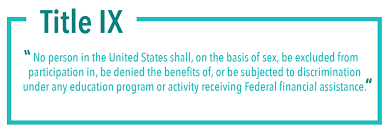 Title IX
“ No person in the United States shall, on the basis of sex, be excluded from
participation in, be denied the benefits of, or be subjected to discrimination
under any education program or activity receiving Federal financial assistance.“